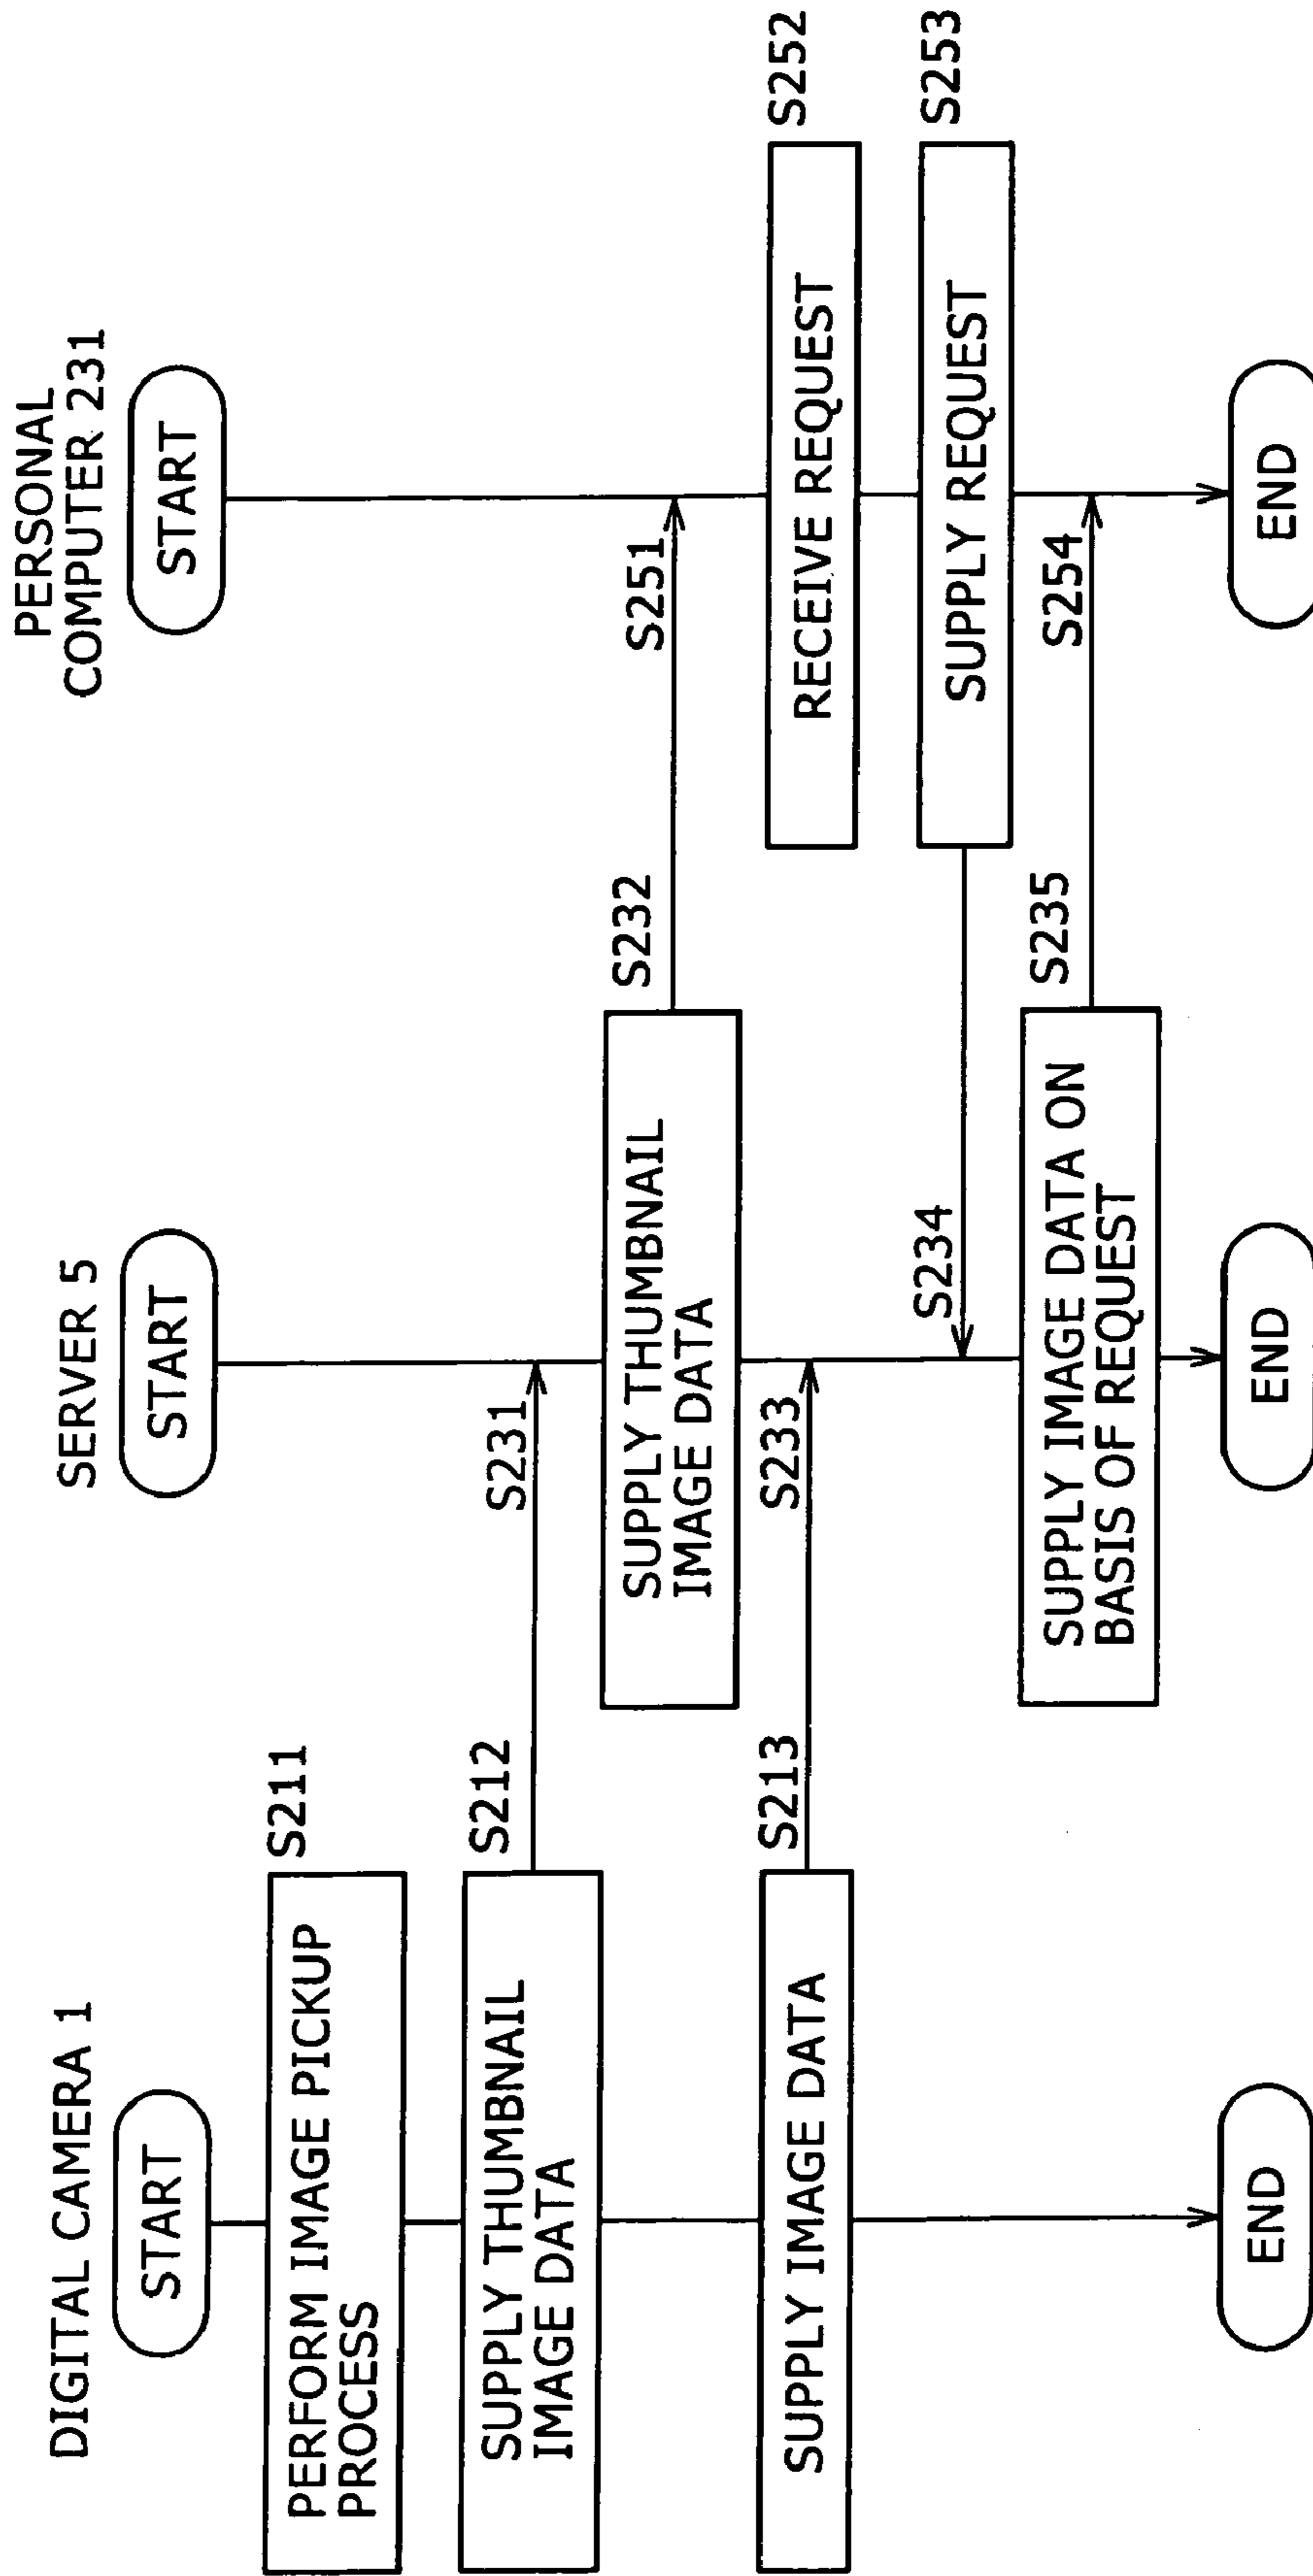 DIGITAL CAMERA 1
START
PERFORM IMAGE PICKUP
PROCESS
S211
SUPPLY THUMBNAIL
IMAGE DATA
S212
SUPPLY IMAGE DATA
S213
END
SERVER 5
START
S231
SUPPLY THUMBNAIL
IMAGE DATA
S232
S233
S234
SUPPLY IMAGE DATA ON
BASIS OF REQUEST
S235
END
PERSONAL
COMPUTER 231
START
S251
RECEIVE REQUEST
S252
SUPPLY REQUEST
S253
S254
END